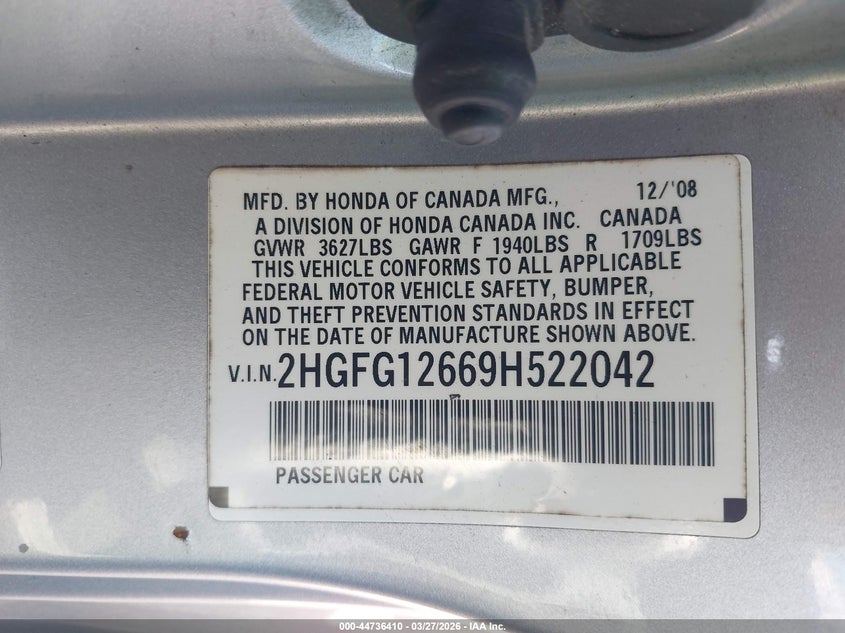 MFD. BY HONDA OF CANADA MFG., 12/'08
A DIVISION OF HONDA CANADA INC. CANADA
GVWR 3627LBS GAWR F 1940LBS R 1709LBS
THIS VEHICLE CONFORMS TO ALL APPLICABLE
FEDERAL MOTOR VEHICLE SAFETY, BUMPER,
AND THEFT PREVENTION STANDARDS IN EFFECT
ON THE DATE OF MANUFACTURE SHOWN ABOVE.
V.I.N. 2HGFG12669H522042
PASSENGER CAR
000-44736410 - 03/27/2026 - IAA Inc.